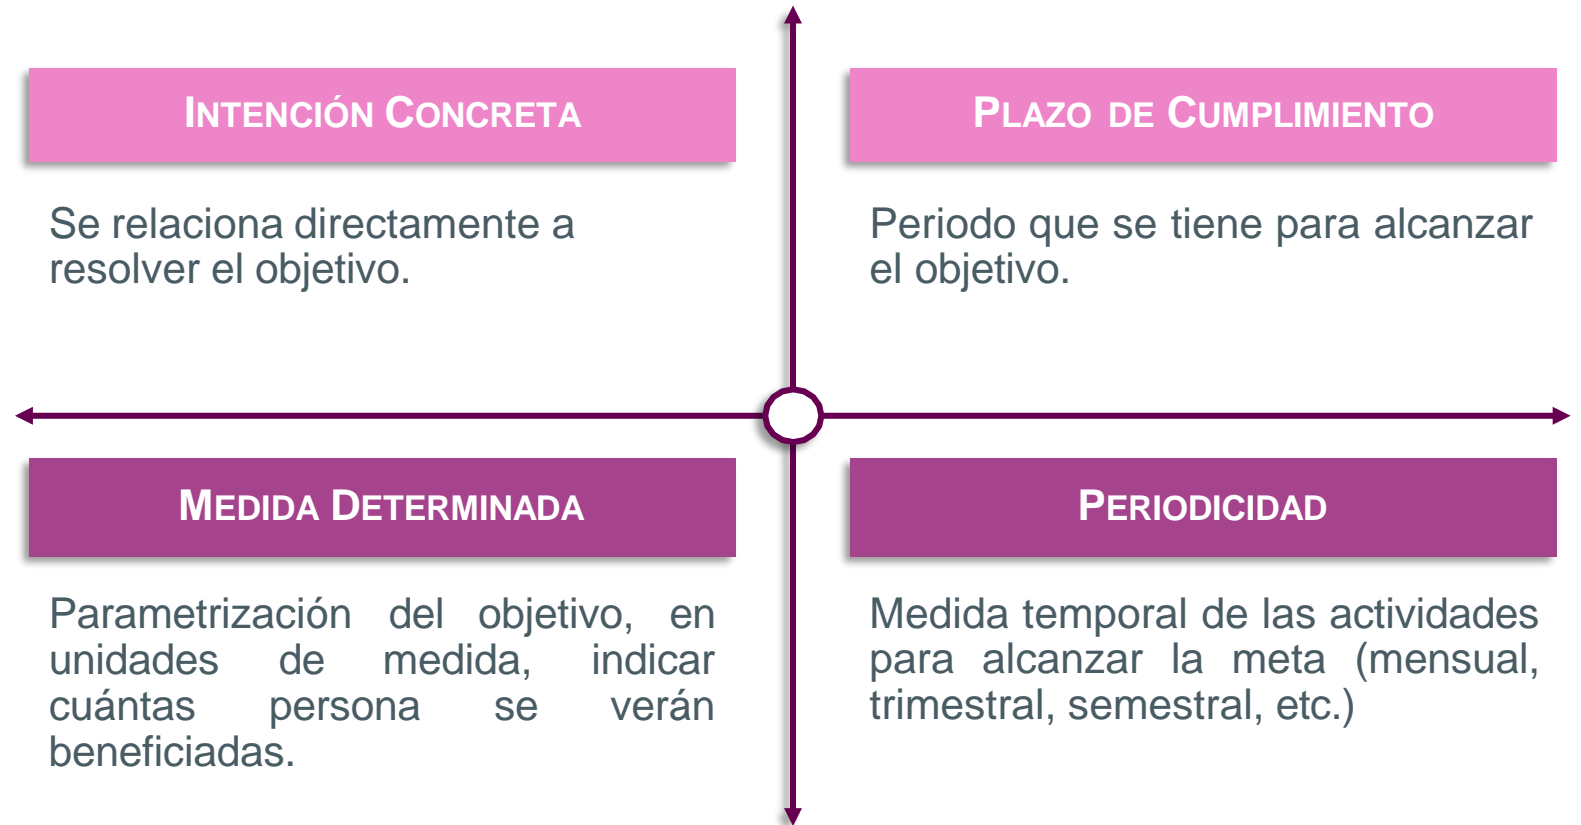 INTENCIÓN CONCRETA
Se relaciona directamente a
resolver el objetivo.
PLAZO DE CUMPLIMIENTO
Periodo que se tiene para alcanzar
el objetivo.
MEDIDA DETERMINADA
Parametrización del objetivo, en
unidades de medida, indicar
cuántas persona se verán
beneficiadas.
PERIODICIDAD
Medida temporal de las actividades
para alcanzar la meta (mensual,
trimestral, semestral, etc.)